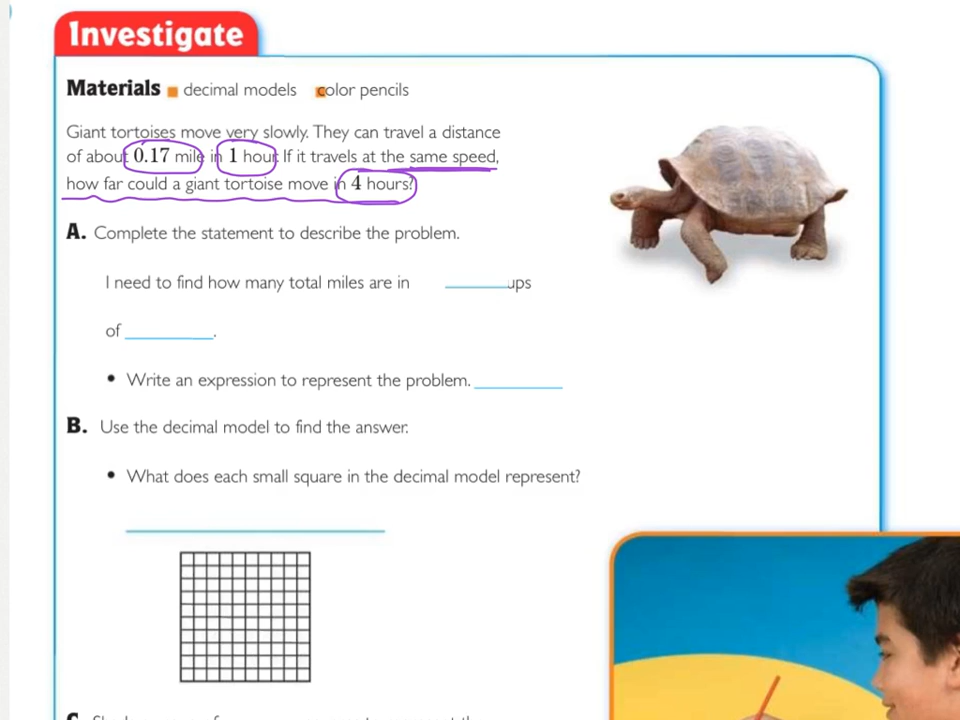 Investigate
Materials ■ decimal models ■ color pencils
Giant tortoises move very slowly. They can travel a distance
of about 0.17 mile in 1 hour. If it travels at the same speed,
how far could a giant tortoise move in 4 hours?
A. Complete the statement to describe the problem.
I need to find how many total miles are in ______ups
of ________.
• Write an expression to represent the problem. ________
B. Use the decimal model to find the answer.
• What does each small square in the decimal model represent?